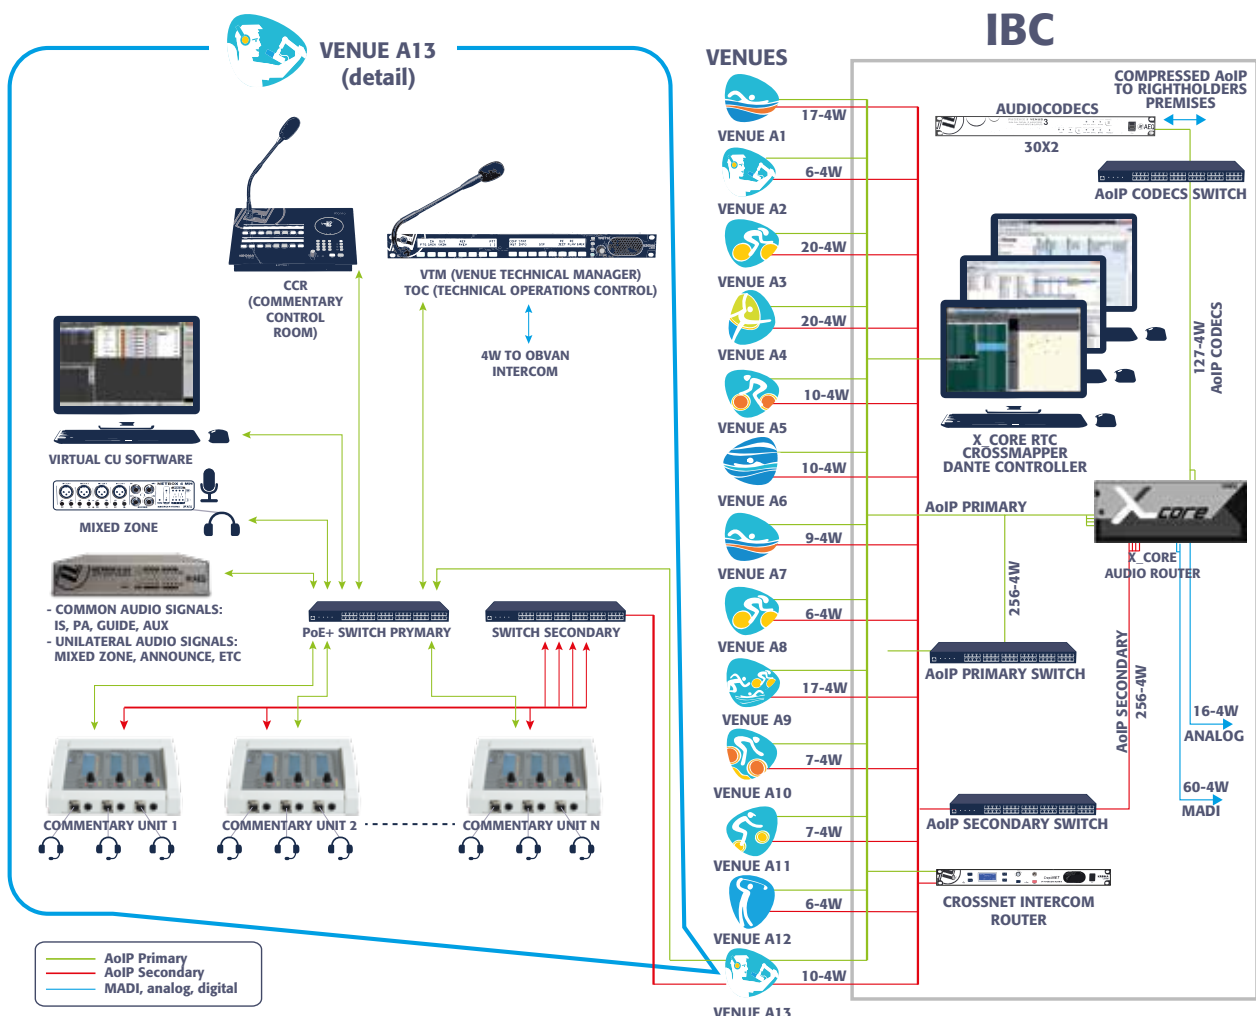 VENUE A13
(detail)
CCR
(COMMENTARY
CONTROL
ROOM)
VTM (VENUE TECHNICAL MANAGER)
TOC (TECHNICAL OPERATIONS CONTROL)
4W TO OBVAN
INTERCOM
VIRTUAL CU SOFTWARE
MIXED ZONE
- COMMON AUDIO SIGNALS:
IS, PA, GUIDE, AUX
- UNILATERAL AUDIO SIGNALS:
MIXED ZONE, ANNOUNCE, ETC
PoE+ SWITCH PRYMARY
SWITCH SECONDARY
COMMENTARY UNIT 1
COMMENTARY UNIT 2
COMMENTARY UNIT N
AoIP Primary
AoIP Secondary
MADI, analog, digital
VENUES
17-4W
VENUE A1
6-4W
VENUE A2
20-4W
VENUE A3
20-4W
VENUE A4
10-4W
VENUE A5
10-4W
VENUE A6
9-4W
VENUE A7
6-4W
VENUE A8
17-4W
VENUE A9
7-4W
VENUE A10
7-4W
VENUE A11
6-4W
VENUE A12
10-4W
VENUE A13
IBC
COMPRESSED AoIP
TO RIGHTHOLDERS
PREMISES
AUDIOCODECS
30X2
AoIP CODECS SWITCH
127-4W
AoIP CODECS
X_CORE RTC
CROSSMAPPER
DANTE CONTROLLER
AoIP PRIMARY
Xcore
X_CORE
AUDIO ROUTER
256-4W
AoIP PRIMARY SWITCH
AoIP SECONDARY
256-4W
16-4W
ANALOG
60-4W
MADI
AoIP SECONDARY SWITCH
CROSSNET INTERCOM
ROUTER